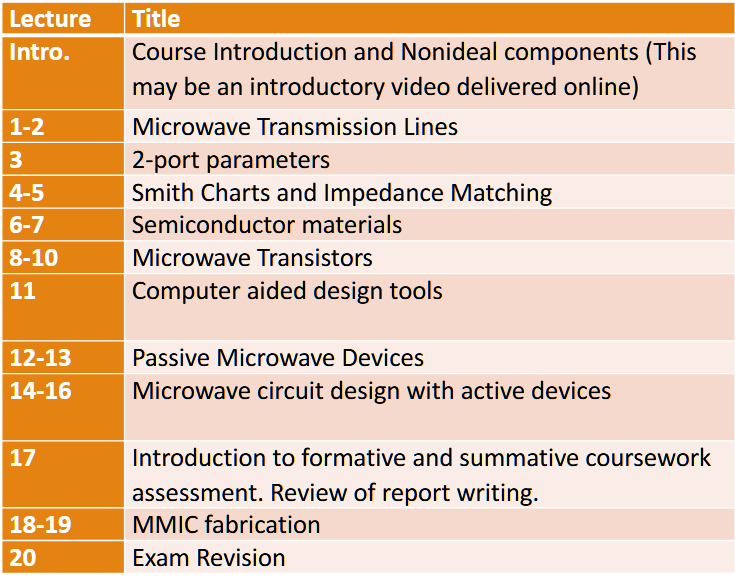 Lecture Title
Intro. Course Introduction and Nonideal components (This
may be an introductory video delivered online)
1-2 Microwave Transmission Lines
3 2-port parameters
4-5 Smith Charts and Impedance Matching
6-7 Semiconductor materials
8-10 Microwave Transistors
11 Computer aided design tools
12-13 Passive Microwave Devices
14-16 Microwave circuit design with active devices
17 Introduction to formative and summative coursework
assessment. Review of report writing.
18-19 MMIC fabrication
20 Exam Revision